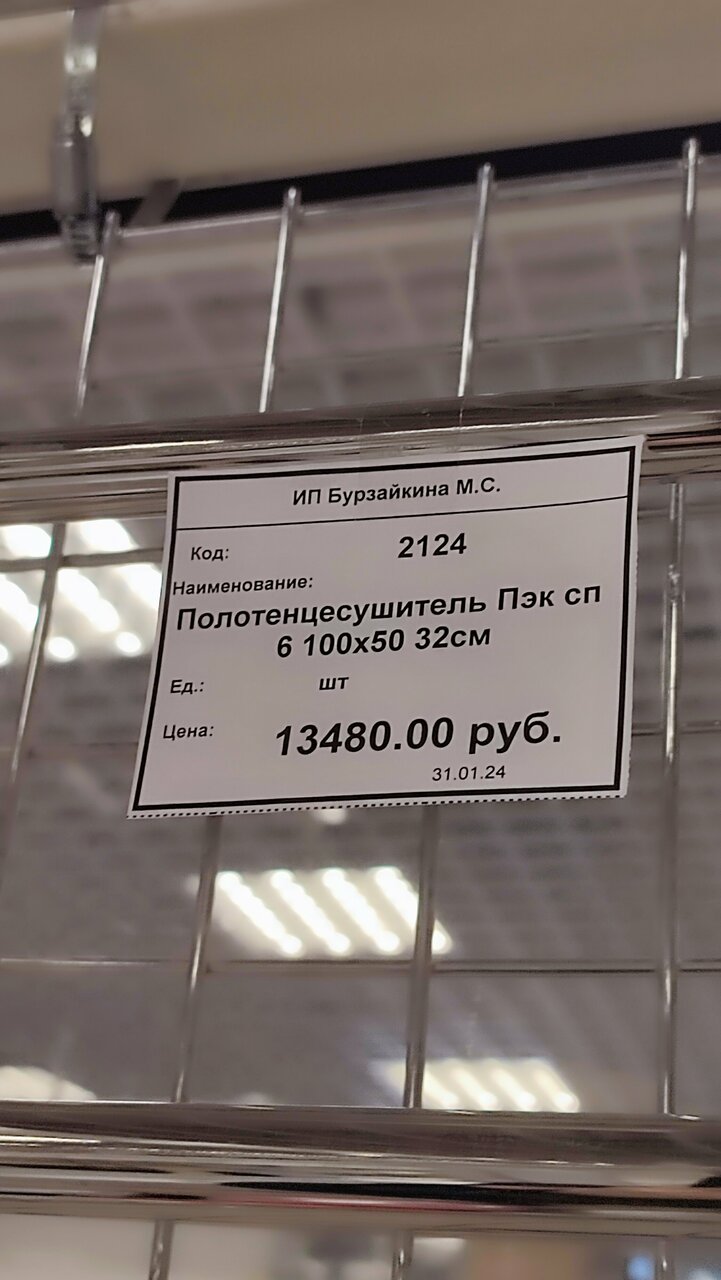 ИП Бурзайкина М.С.
Код: 2124
Наименование:
Полотенцесушитель Пэк сп
6 100х50 32см
Ед.: шт
Цена: 13480.00 руб.
31.01.24